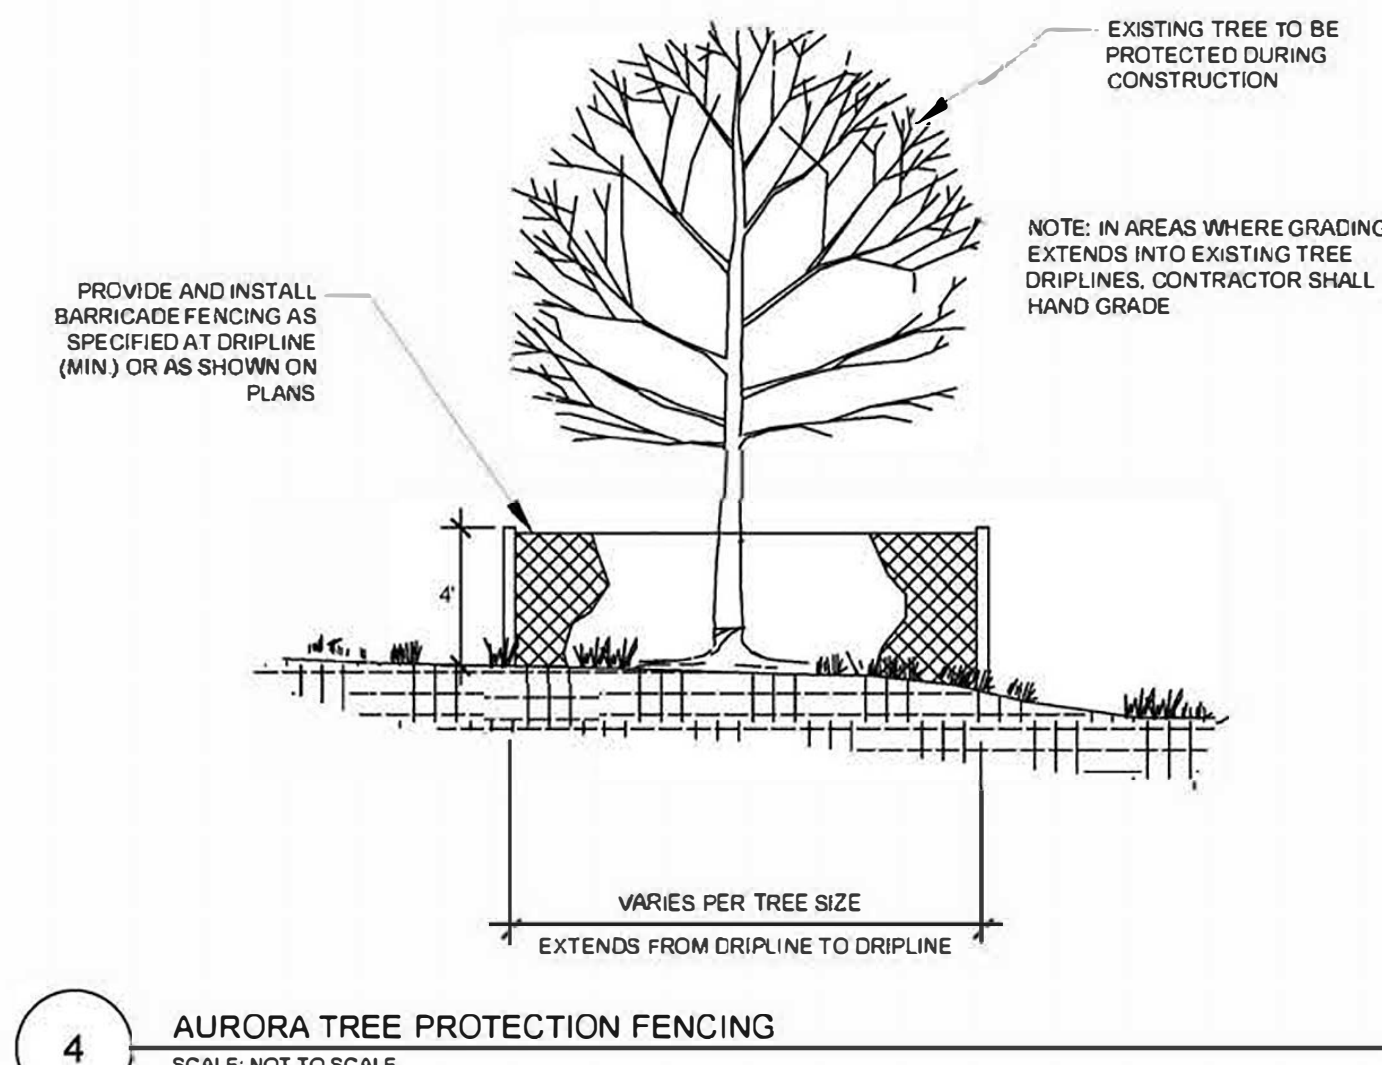 EXISTING TREE TO BE
PROTECTED DURING
CONSTRUCTION
NOTE: IN AREAS WHERE GRADING
EXTENDS INTO EXISTING TREE
DRIPLINES, CONTRACTOR SHALL
HAND GRADE
PROVIDE AND INSTALL
BARRICADE FENCING AS
SPECIFIED AT DRIPLINE
(MIN.) OR AS SHOWN ON
PLANS
4'
VARIES PER TREE SIZE
EXTENDS FROM DRIPLINE TO DRIPLINE
4
AURORA TREE PROTECTION FENCING
SCALE: NOT TO SCALE